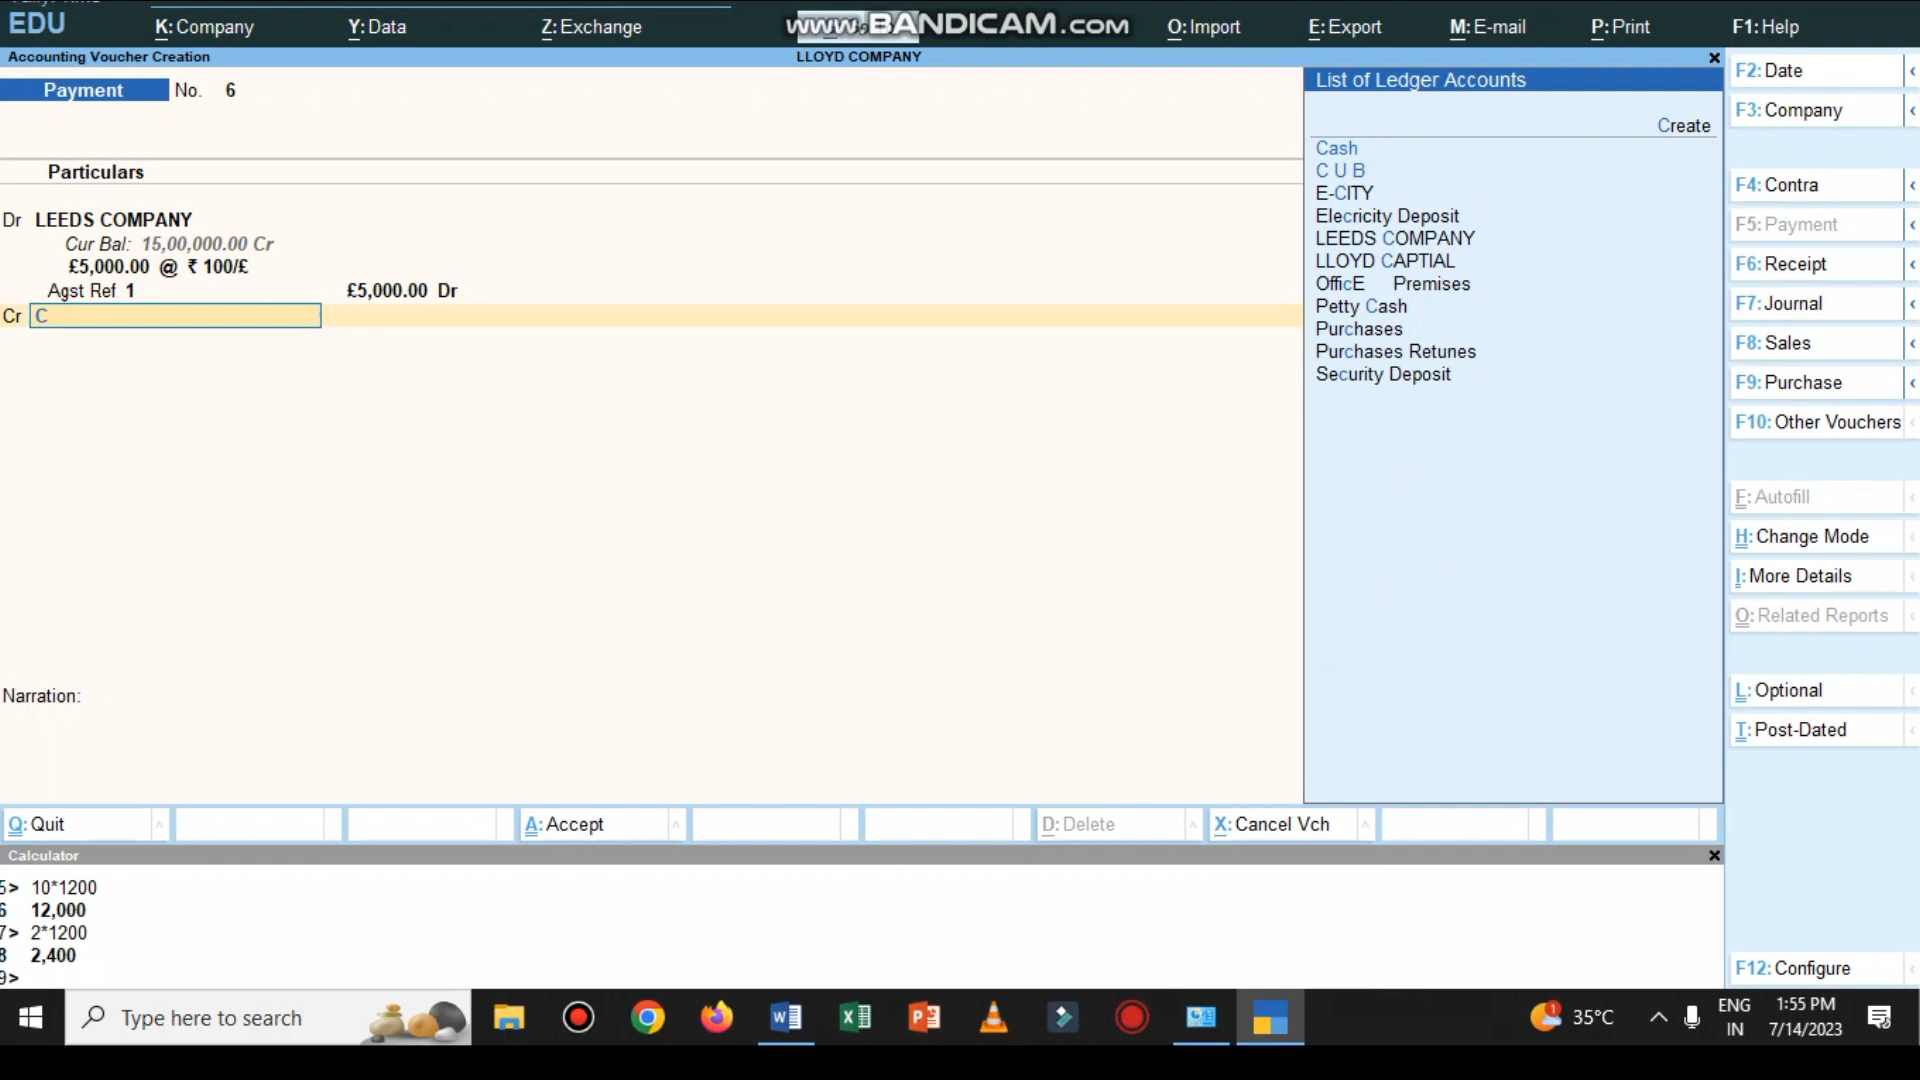 EDU
K: Company
Y: Data
Z: Exchange
www.BANDICAM.com
O: Import
E: Export
M: E-mail
P: Print
F1: Help
Accounting Voucher Creation
LLOYD COMPANY
Payment No. 6
Particulars
Dr LEEDS COMPANY
Cur Bal: 15,00,000.00 Cr
£5,000.00 @ ₹ 100/£
Agst Ref 1 £5,000.00 Dr
Cr C
Narration:
List of Ledger Accounts
Create
Cash
C U B
E-CITY
Elecricity Deposit
LEEDS COMPANY
LLOYD CAPTIAL
OfficE Premises
Petty Cash
Purchases
Purchases Retunes
Security Deposit
F2: Date
F3: Company
F4: Contra
F5: Payment
F6: Receipt
F7: Journal
F8: Sales
F9: Purchase
F10: Other Vouchers
F: Autofill
H: Change Mode
I: More Details
O: Related Reports
L: Optional
T: Post-Dated
F12: Configure
Q: Quit
A: Accept
D: Delete
X: Cancel Vch
Calculator
5> 10*1200
6 12,000
7> 2*1200
8 2,400
9>
Type here to search
35°C
ENG
IN
1:55 PM
7/14/2023